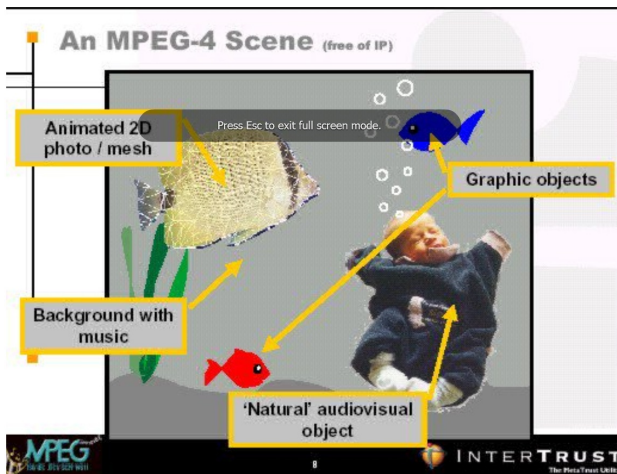 An MPEG-4 Scene (free of IP)
Press Esc to exit full screen mode.
Animated 2D
photo / mesh
Graphic objects
Background with
music
'Natural' audiovisual
object
MPEG
8
INTERTRUST
The MetaTrust Utili